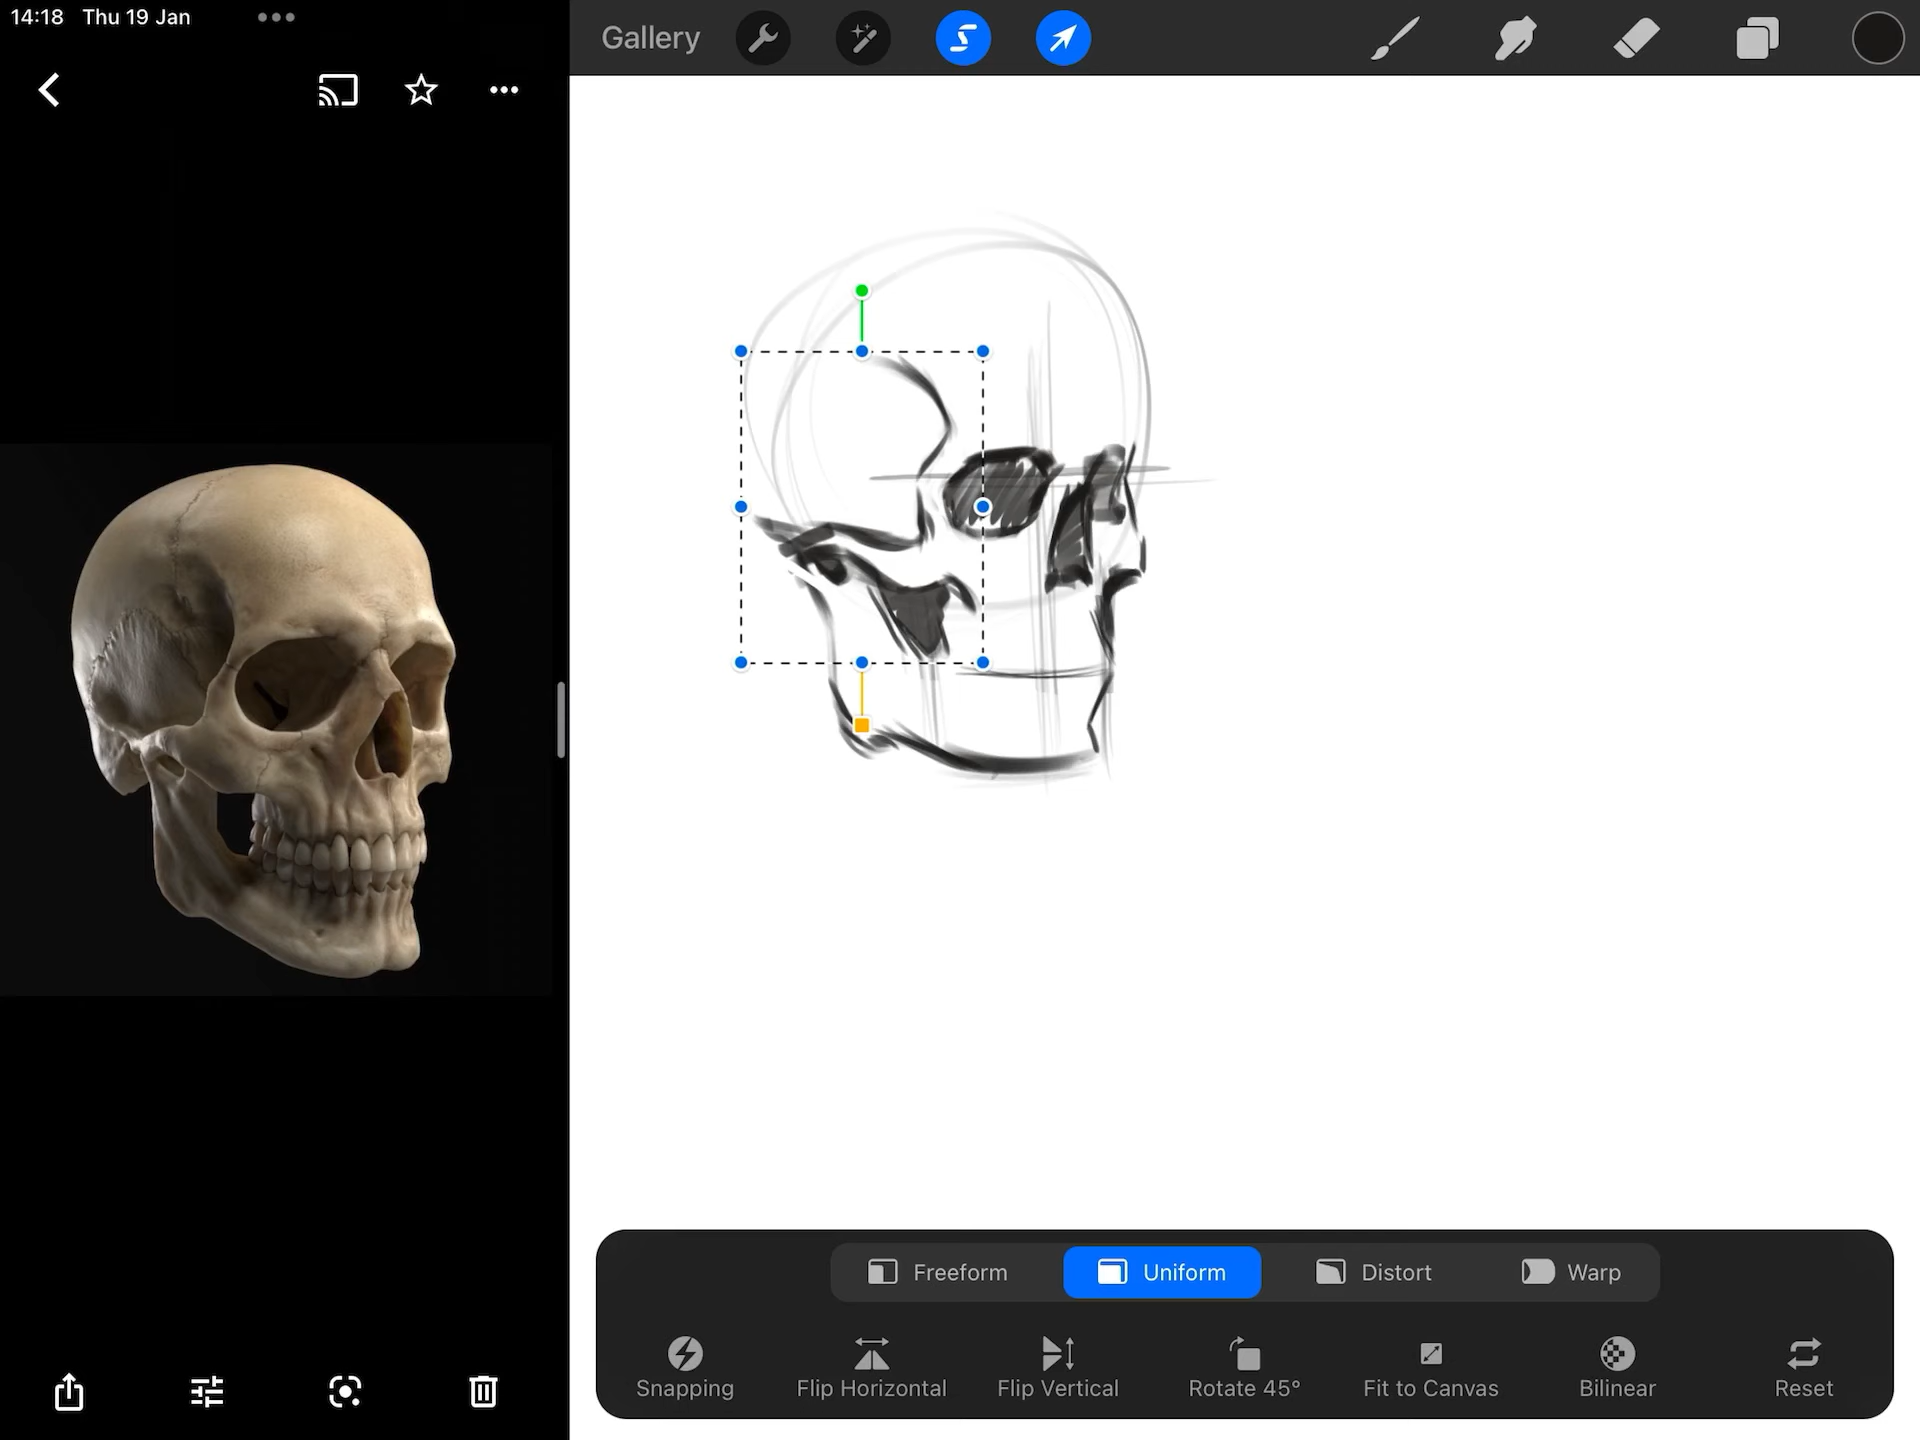 14:18 Thu 19 Jan
Gallery
Freeform
Uniform
Distort
Warp
Snapping
Flip Horizontal
Flip Vertical
Rotate 45°
Fit to Canvas
Bilinear
Reset